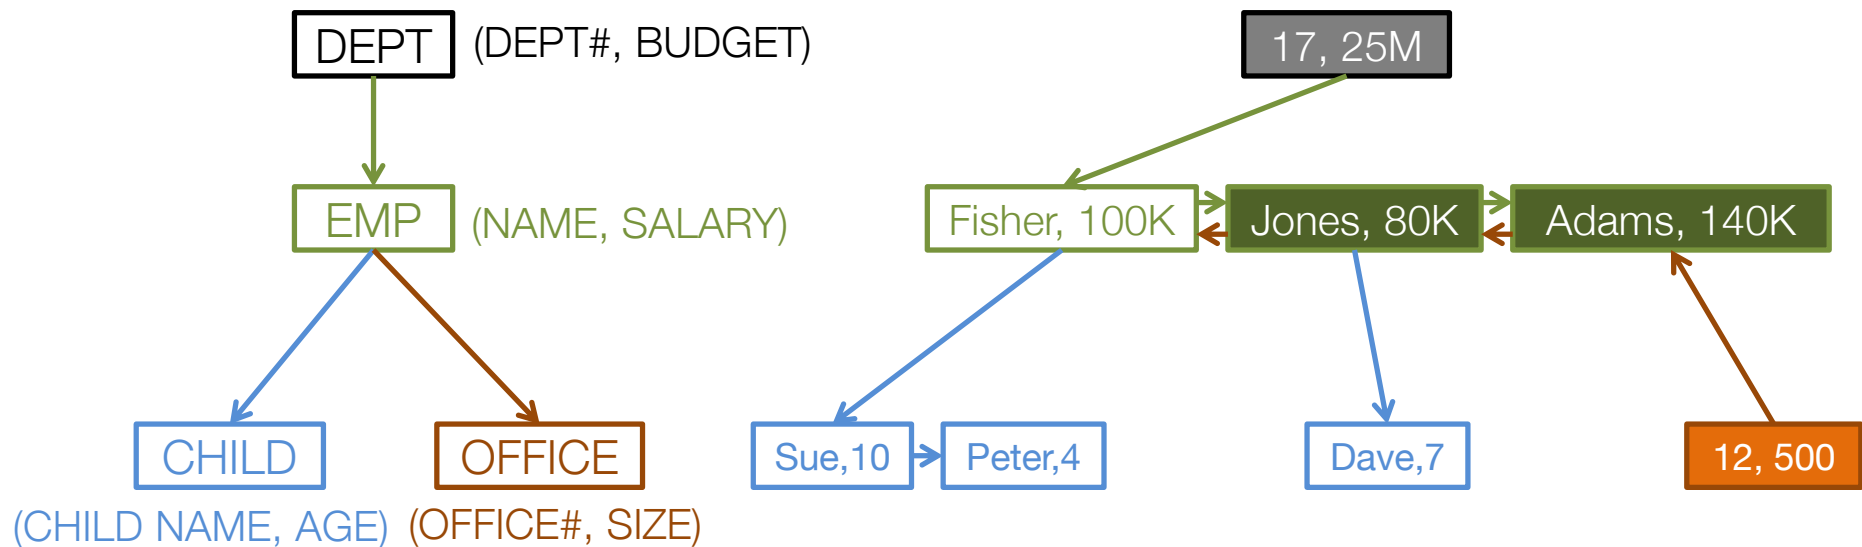 DEPT (DEPT#, BUDGET) 17, 25M
EMP (NAME, SALARY) Fisher, 100K Jones, 80K Adams, 140K
CHILD OFFICE Sue,10 Peter,4 Dave,7 12, 500
(CHILD NAME, AGE) (OFFICE#, SIZE)